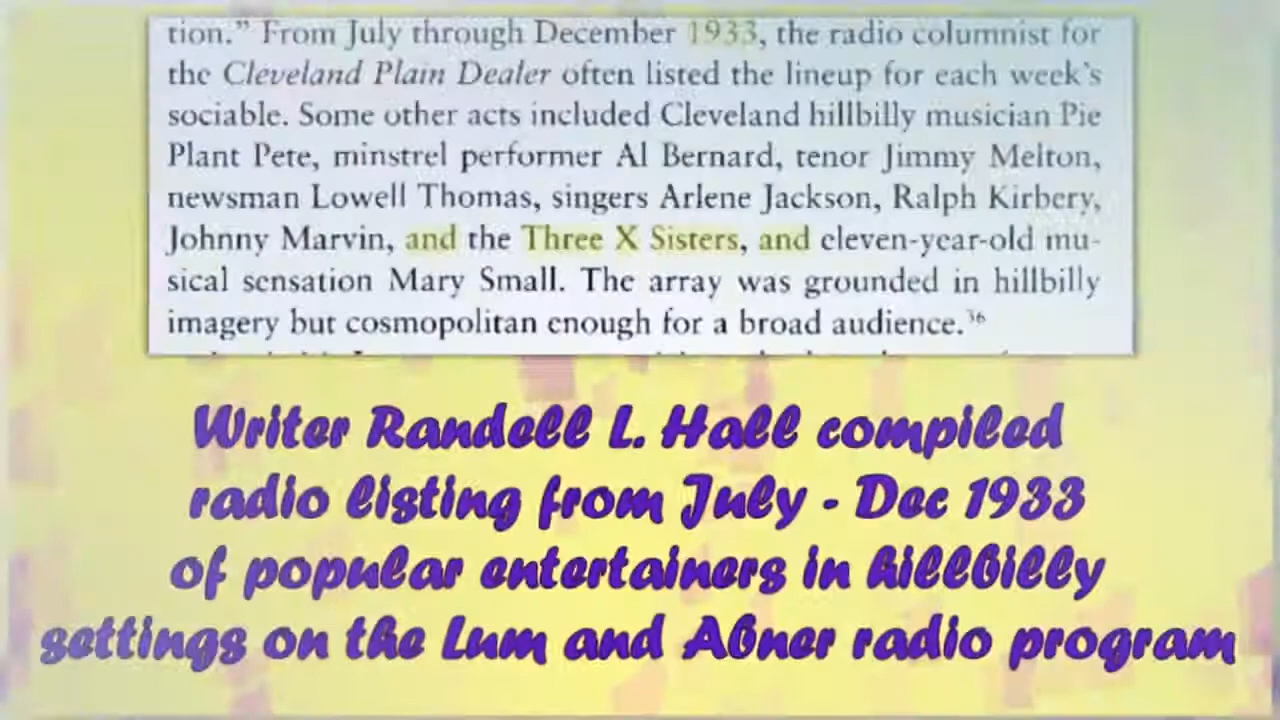 tion.” From July through December 1933, the radio columnist for
the Cleveland Plain Dealer often listed the lineup for each week’s
sociable. Some other acts included Cleveland hillbilly musician Pie
Plant Pete, minstrel performer Al Bernard, tenor Jimmy Melton,
newsman Lowell Thomas, singers Arlene Jackson, Ralph Kirbery,
Johnny Marvin, and the Three X Sisters, and eleven-year-old mu-
sical sensation Mary Small. The array was grounded in hillbilly
imagery but cosmopolitan enough for a broad audience.36
Writer Randell L. Hall compiled
radio listing from July - Dec 1933
of popular entertainers in hillbilly
settings on the Lum and Abner radio program